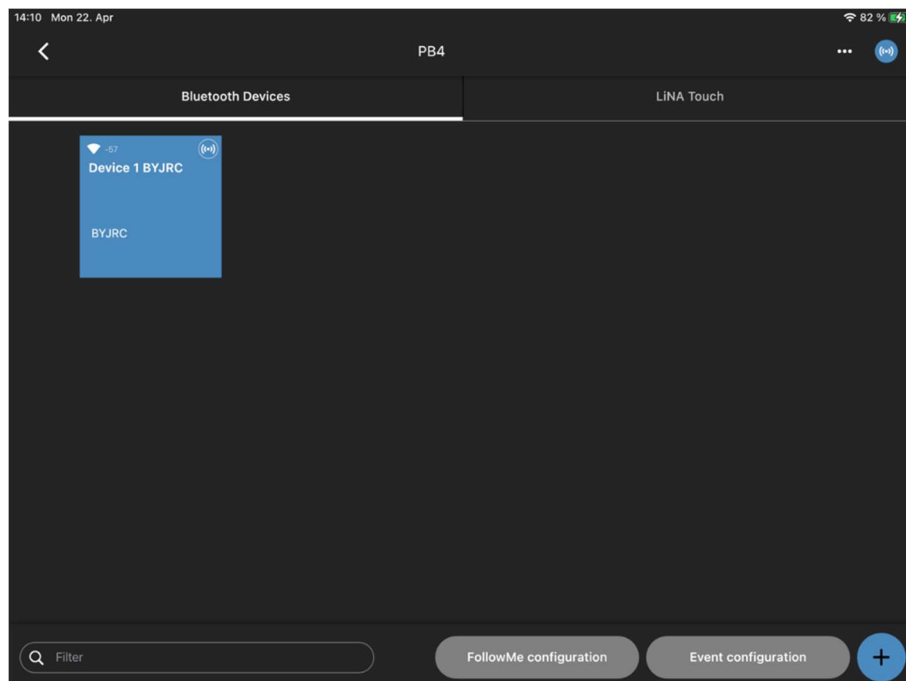 14:10 Mon 22. Apr 82 %
PB4
Bluetooth Devices LiNA Touch
-57
Device 1 BYJRC
BYJRC
Filter FollowMe configuration Event configuration